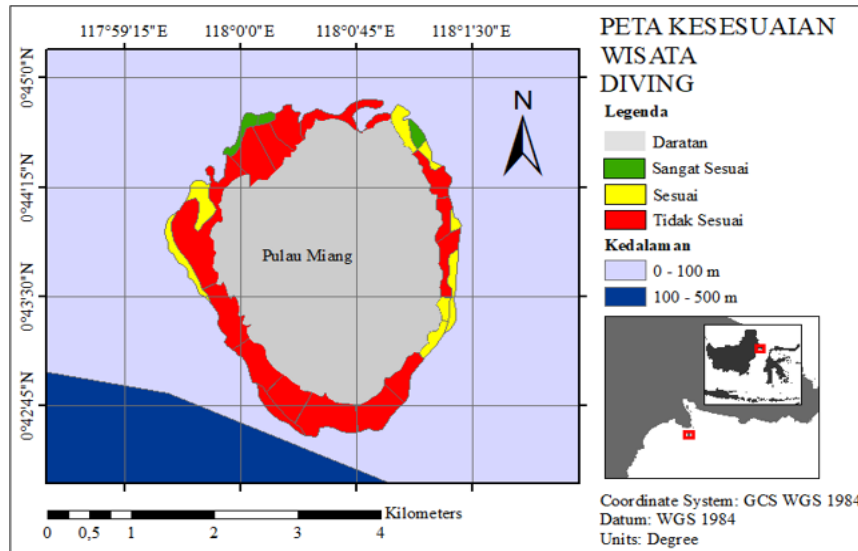 117°59'15"E 118°0'0"E 118°0'45"E 118°1'30"E
0°45'0"N
0°44'15"N
0°43'30"N
0°42'45"N
N
Pulau Miang
Kilometers
0 0,5 1 2 3 4
PETA KESESUAIAN
WISATA
DIVING
Legenda
Daratan
Sangat Sesuai
Sesuai
Tidak Sesuai
Kedalaman
0 - 100 m
100 - 500 m
Coordinate System: GCS WGS 1984
Datum: WGS 1984
Units: Degree